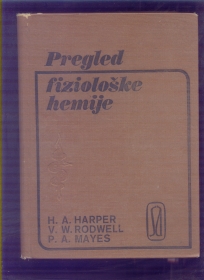 Pregled
fiziološke
hemije
H. A. HARPER
V. W. RODWELL
P. A. MAYES